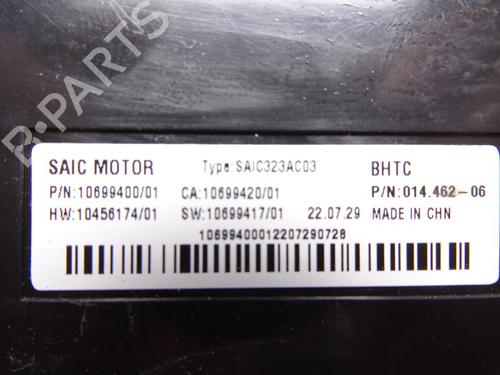 SAIC MOTOR Type SAIC323AC03 BHTC
P/N:10699400/01 CA:10699420/01 P/N:014.462-06
HW:10456174/01 SW:10699417/01 22.07.29 MADE IN CHN
10699400012207290728
B-PARTS